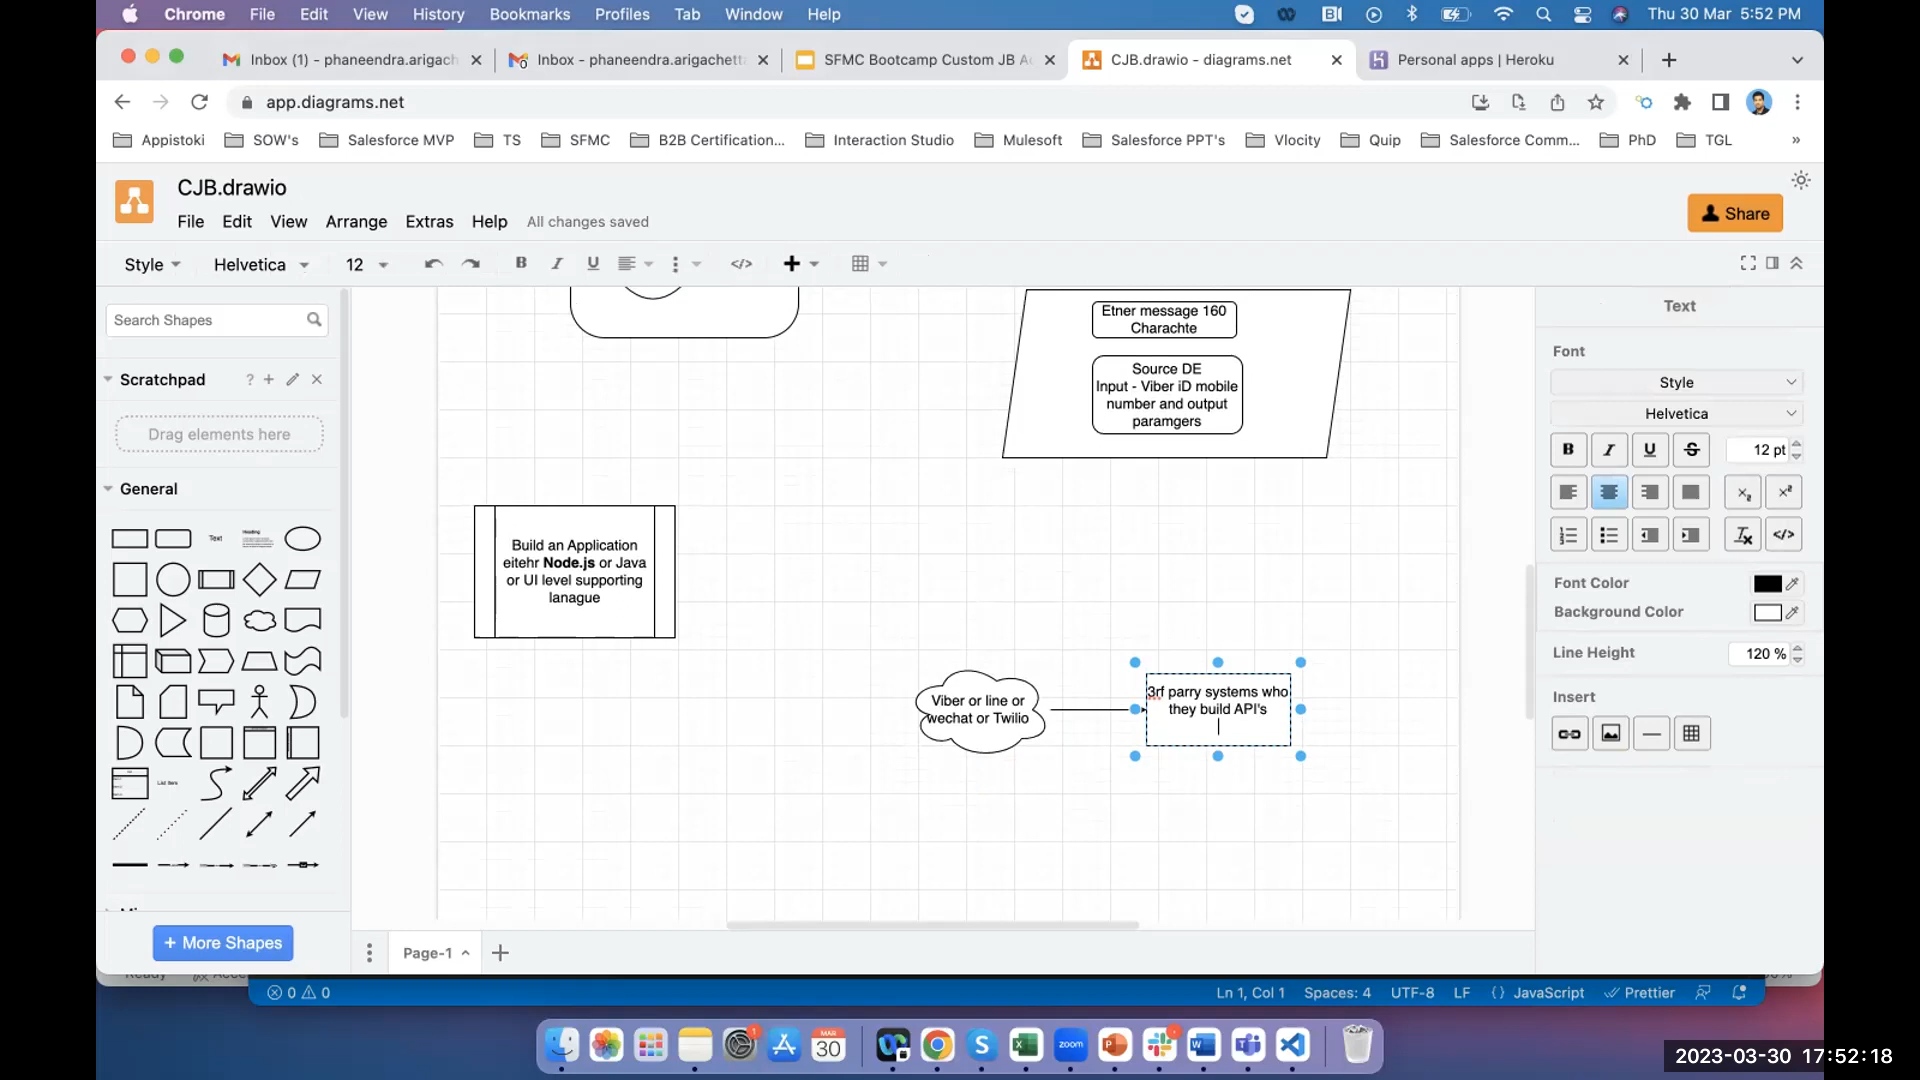 Chrome File Edit View History Bookmarks Profiles Tab Window Help
Thu 30 Mar 5:52 PM
Inbox (1) - phaneendra.arigach
Inbox - phaneendra.arigachett
SFMC Bootcamp Custom JB A
CJB.drawio - diagrams.net
Personal apps | Heroku
app.diagrams.net
Appistoki SOW's Salesforce MVP TS SFMC B2B Certification... Interaction Studio Mulesoft Salesforce PPT's Vlocity Quip Salesforce Comm... PhD TGL »
CJB.drawio
File Edit View Arrange Extras Help All changes saved
Share
Style Helvetica 12 B I U
Search Shapes
Scratchpad ?
Drag elements here
General
Text
Heading
List Item
+ More Shapes
Etner message 160
Charachte
Source DE
Input - Viber iD mobile
number and output
paramgers
Build an Application
eitehr Node.js or Java
or UI level supporting
lanague
Viber or line or
wechat or Twilio
3rf parry systems who
they build API's
Page-1
Text
Font
Style
Helvetica
B I U S 12 pt
Font Color
Background Color
Line Height 120 %
Insert
0 0
Ln 1, Col 1 Spaces: 4 UTF-8 LF {} JavaScript Prettier
MAR
30
zoom
2023-03-30 17:52:18